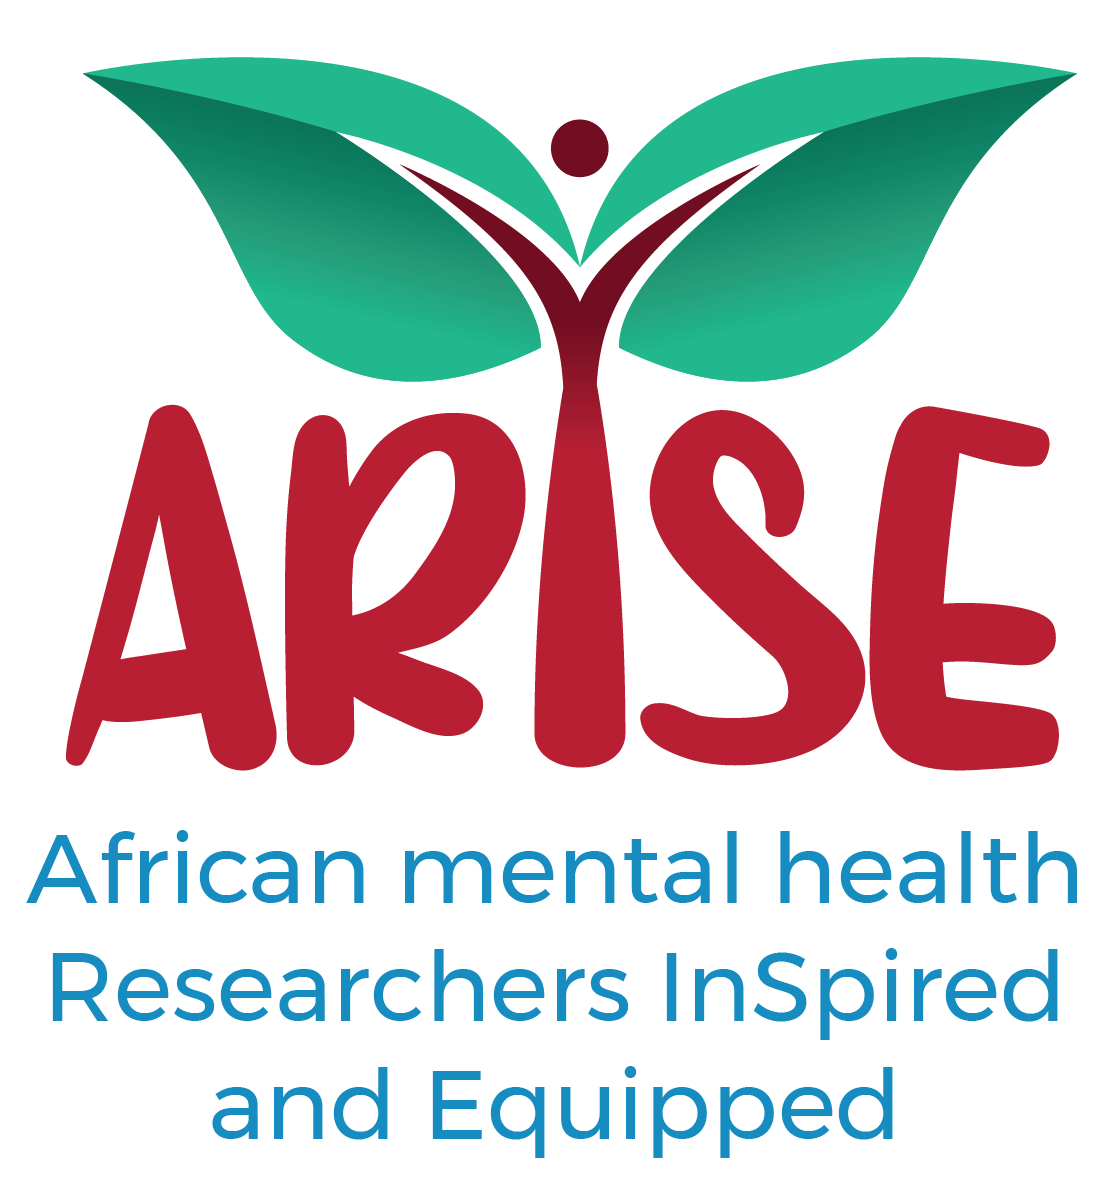 ARISE
African mental health
Researchers InSpired
and Equipped